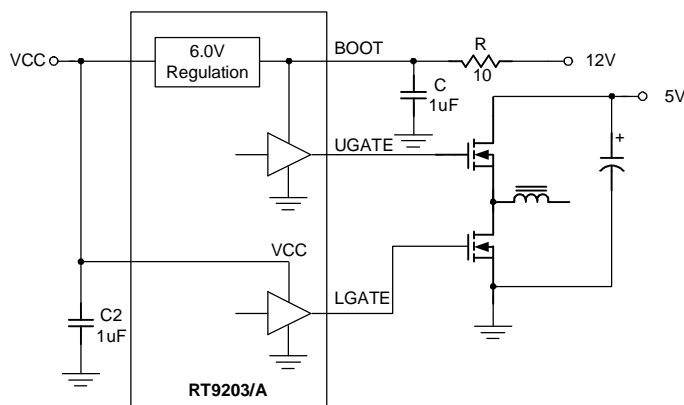 6.0V
Regulation
BOOT
R
10
12V
VCC
C
1uF
5V
+
UGATE
VCC
LGATE
C2
1uF
RT9203/A